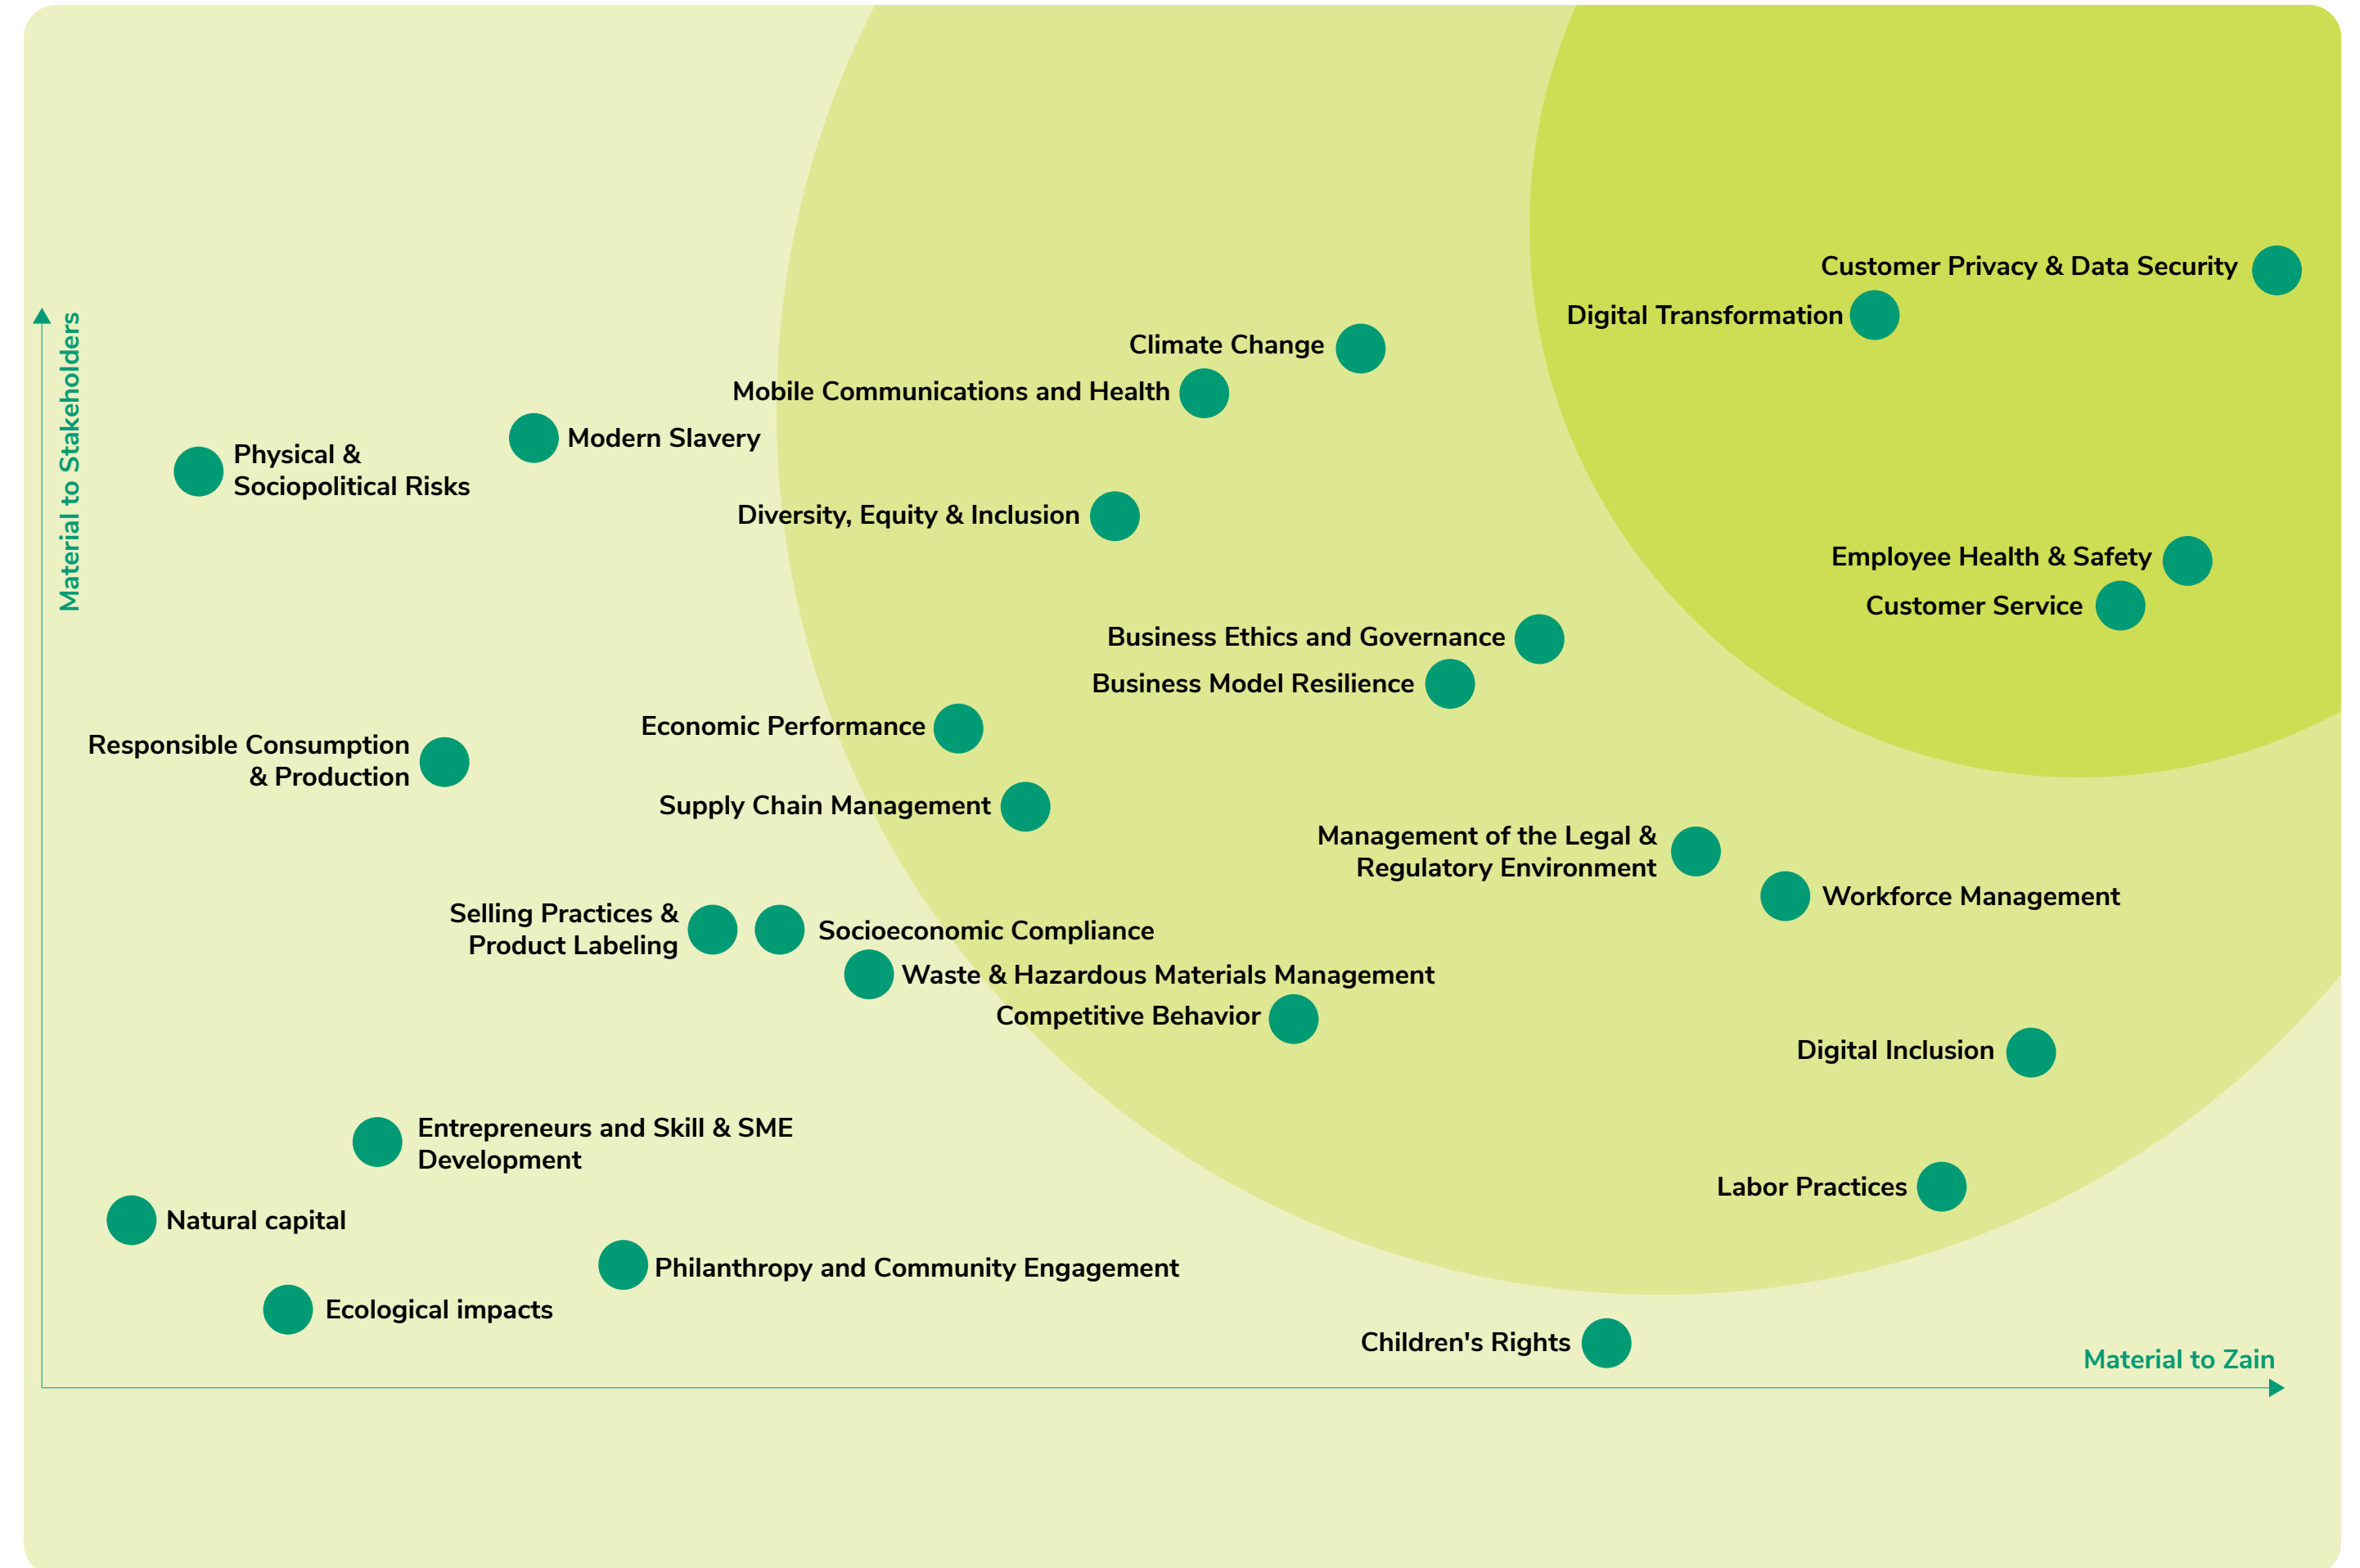 Customer Privacy & Data Security
Digital Transformation
Climate Change
Mobile Communications and Health
Modern Slavery
Physical &
Sociopolitical Risks
Material to Stakeholders
Diversity, Equity & Inclusion
Employee Health & Safety
Customer Service
Business Ethics and Governance
Business Model Resilience
Economic Performance
Responsible Consumption
& Production
Supply Chain Management
Management of the Legal &
Regulatory Environment
Workforce Management
Selling Practices &
Product Labeling
Socioeconomic Compliance
Waste & Hazardous Materials Management
Competitive Behavior
Digital Inclusion
Entrepreneurs and Skill & SME
Development
Labor Practices
Natural capital
Philanthropy and Community Engagement
Ecological impacts
Children's Rights
Material to Zain